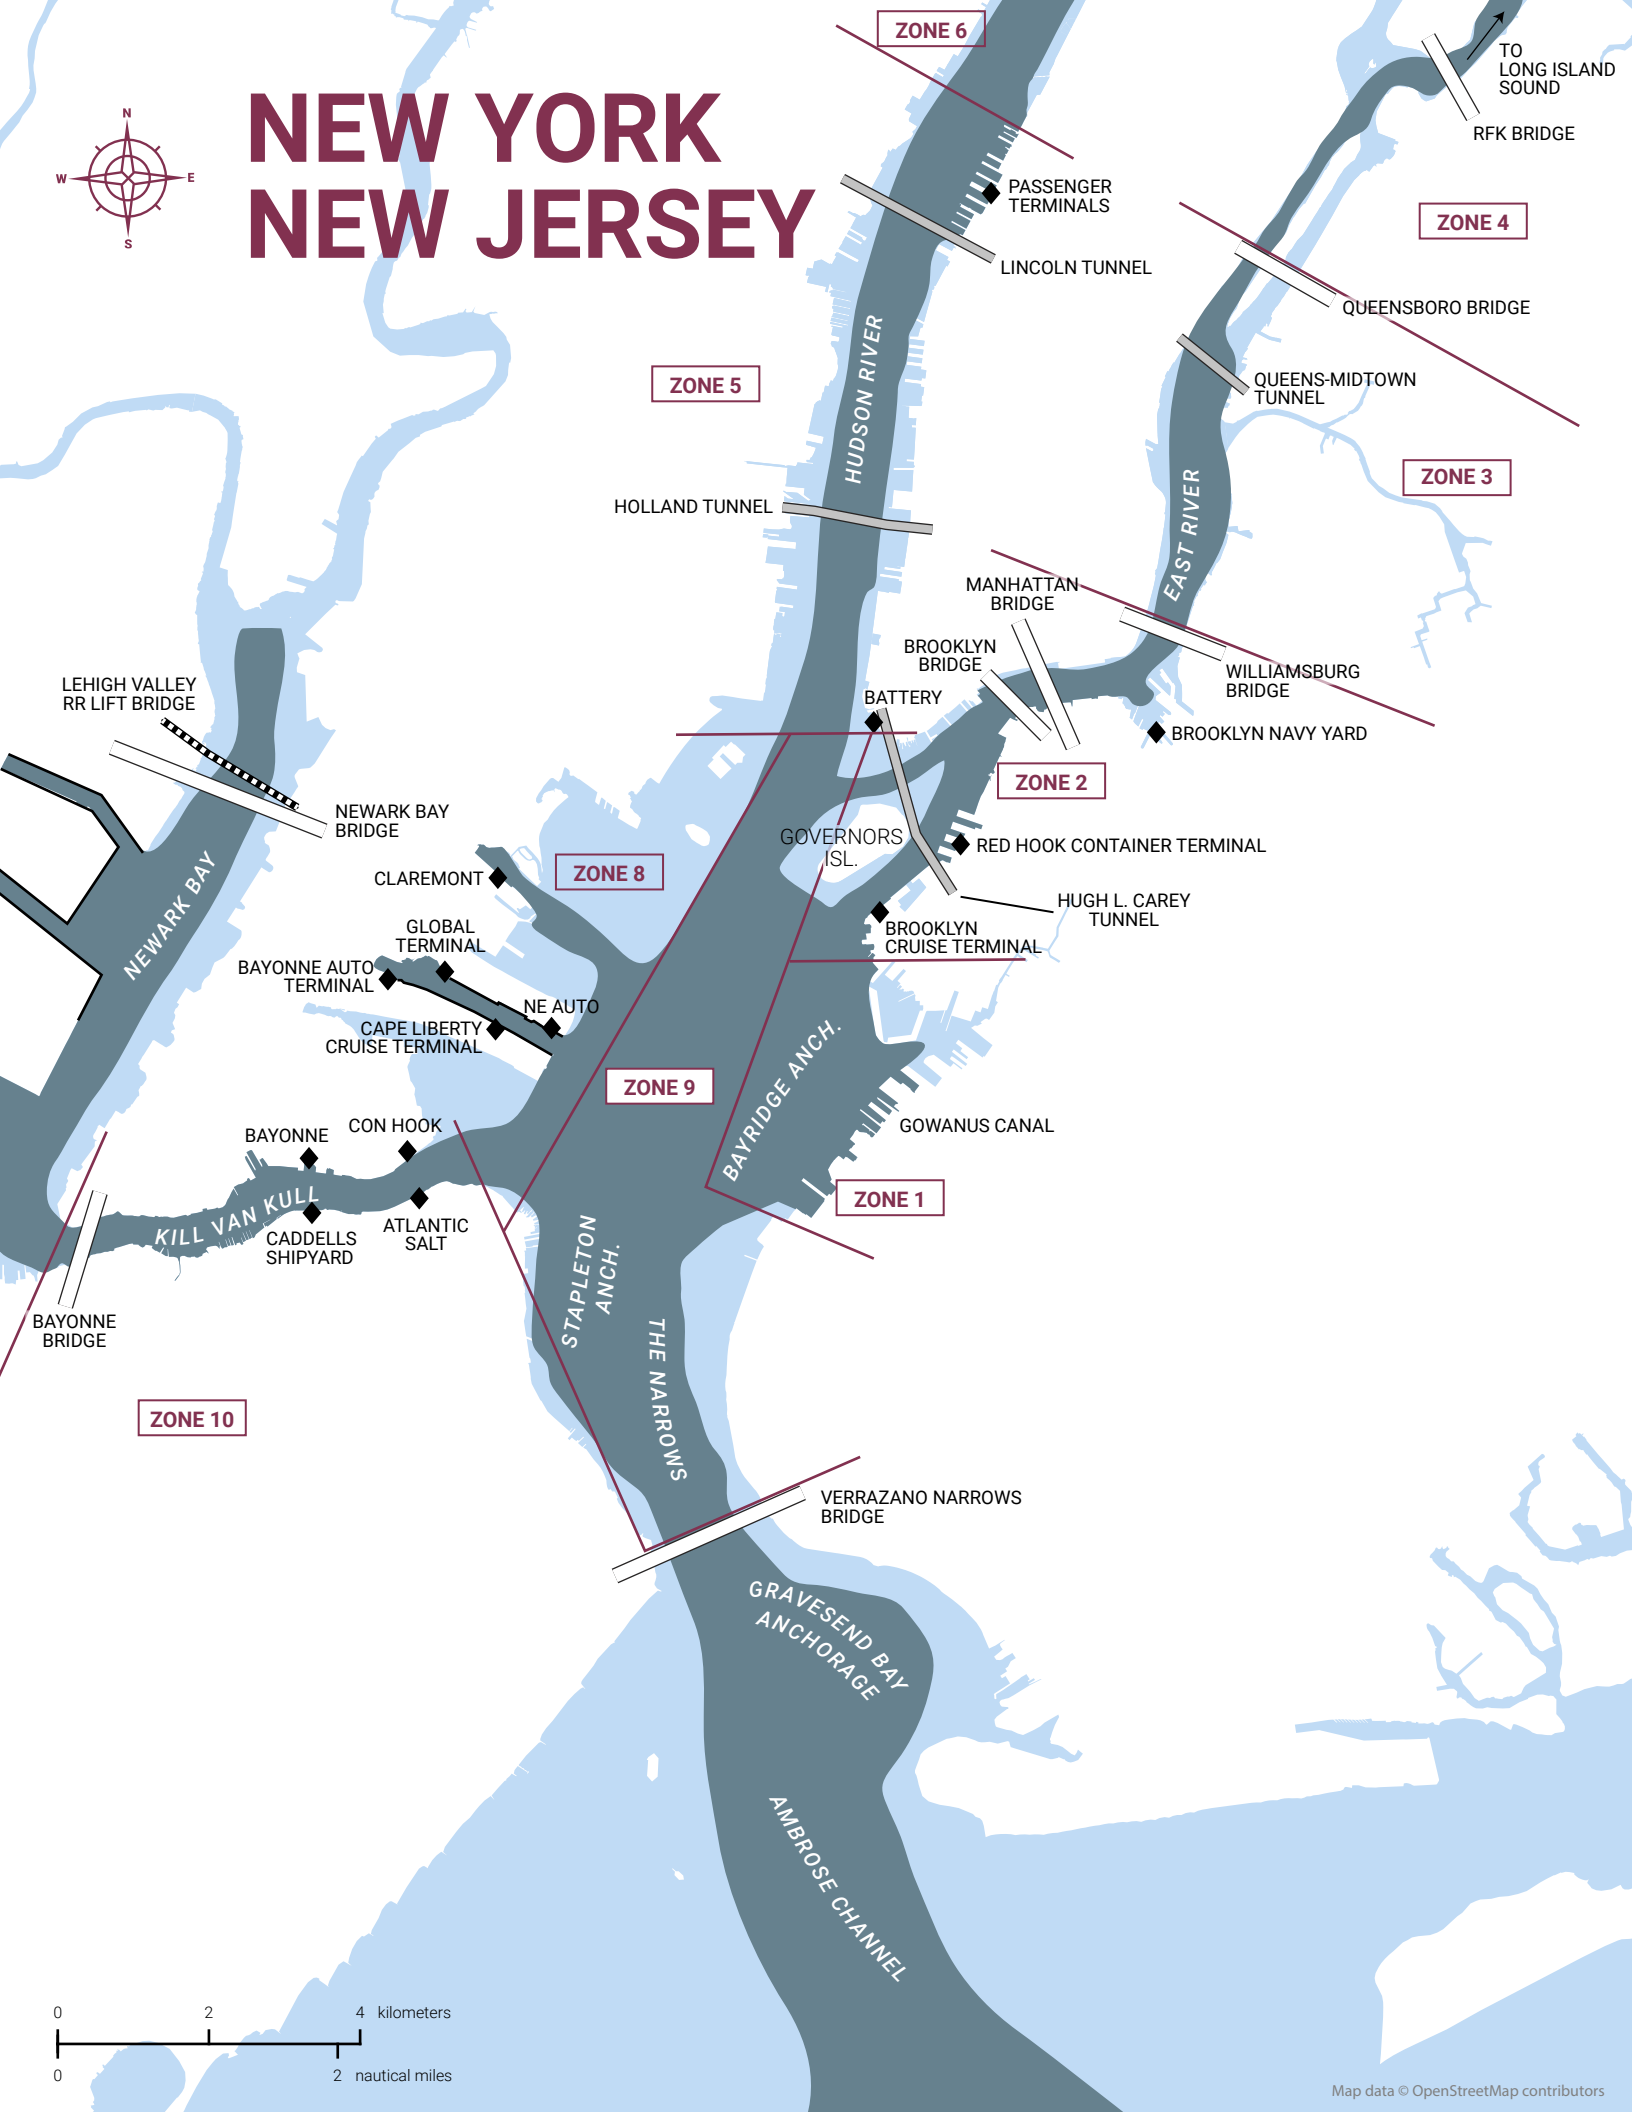 ZONE 6
TO
LONG ISLAND
SOUND
RFK BRIDGE
N
W
E
S
NEW YORK
NEW JERSEY
PASSENGER
TERMINALS
LINCOLN TUNNEL
ZONE 4
QUEENSBORO BRIDGE
HUDSON RIVER
ZONE 5
QUEENS-MIDTOWN
TUNNEL
ZONE 3
HOLLAND TUNNEL
EAST RIVER
MANHATTAN
BRIDGE
BROOKLYN
BRIDGE
WILLIAMSBURG
BRIDGE
LEHIGH VALLEY
RR LIFT BRIDGE
BATTERY
BROOKLYN NAVY YARD
ZONE 2
NEWARK BAY
BRIDGE
GOVERNORS
ISL.
RED HOOK CONTAINER TERMINAL
NEWARK BAY
CLAREMONT
ZONE 8
HUGH L. CAREY
TUNNEL
GLOBAL
TERMINAL
BROOKLYN
CRUISE TERMINAL
BAYONNE AUTO
TERMINAL
NE AUTO
CAPE LIBERTY
CRUISE TERMINAL
BAYRIDGE ANCH.
ZONE 9
GOWANUS CANAL
BAYONNE
CON HOOK
ZONE 1
KILL VAN KULL
CADDELLS
SHIPYARD
ATLANTIC
SALT
STAPLETON
ANCH.
BAYONNE
BRIDGE
THE NARROWS
ZONE 10
VERRAZANO NARROWS
BRIDGE
GRAVESEND BAY
ANCHORAGE
AMBROSE CHANNEL
0 2 4 kilometers
0 2 nautical miles
Map data © OpenStreetMap contributors